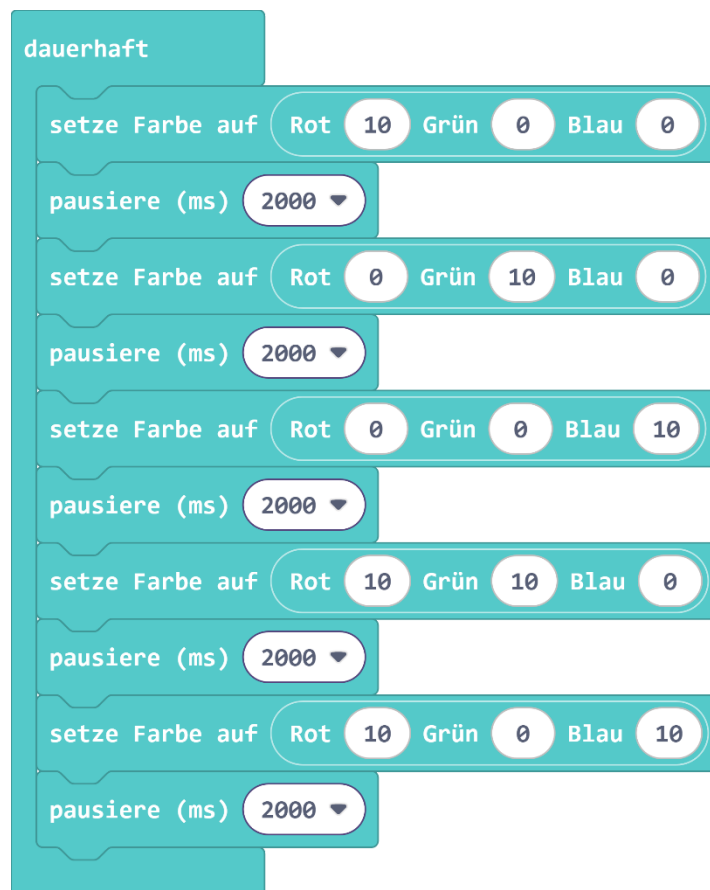 dauerhaft
setze Farbe auf Rot 10 Grün 0 Blau 0
pausiere (ms) 2000
setze Farbe auf Rot 0 Grün 10 Blau 0
pausiere (ms) 2000
setze Farbe auf Rot 0 Grün 0 Blau 10
pausiere (ms) 2000
setze Farbe auf Rot 10 Grün 10 Blau 0
pausiere (ms) 2000
setze Farbe auf Rot 10 Grün 0 Blau 10
pausiere (ms) 2000